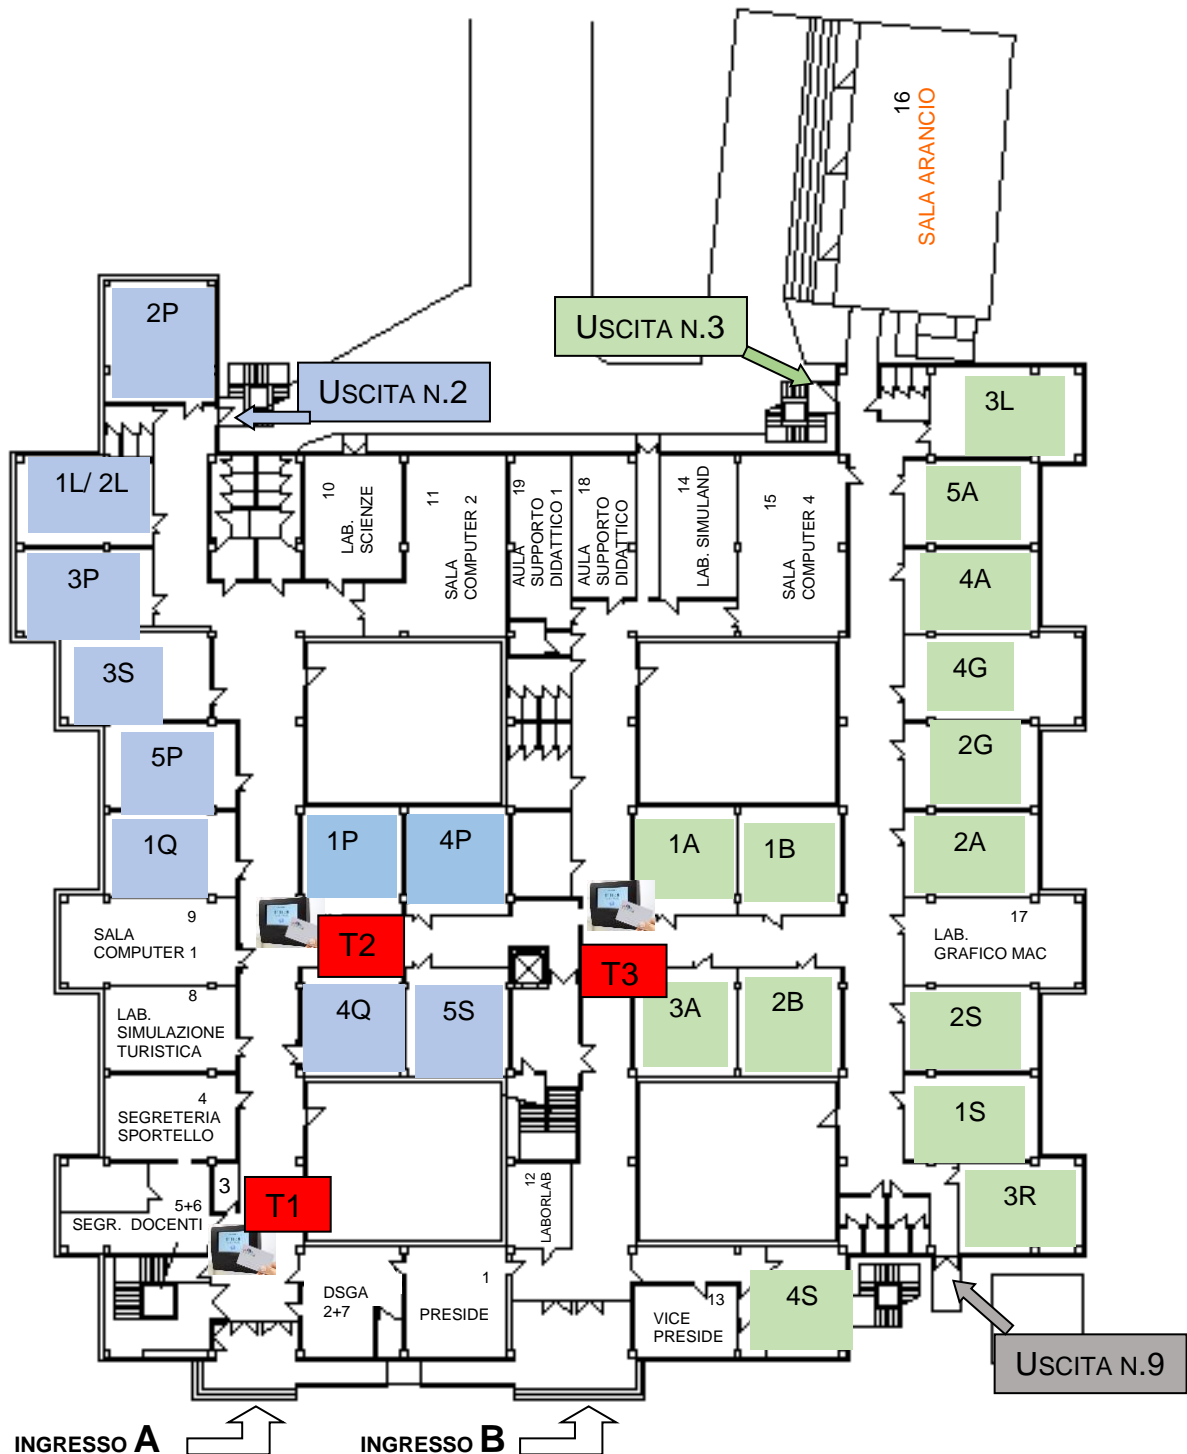 16
SALA ARANCIO
2P
USCITA N.3
USCITA N.2
3L
1L/ 2L
5A
10
LAB.
SCIENZE
11
SALA
COMPUTER 2
19
AULA
SUPPORTO
DIDATTICO 1
18
AULA
SUPPORTO
DIDATTICO
14
LAB. SIMULAND
15
SALA
COMPUTER 4
3P
4A
3S
4G
5P
2G
1Q
1P
4P
1A
1B
2A
9
SALA
COMPUTER 1
T2
T3
17
LAB.
GRAFICO MAC
8
LAB.
SIMULAZIONE
TURISTICA
4Q
5S
3A
2B
2S
4
SEGRETERIA
SPORTELLO
1S
3
T1
12
LABORLAB
3R
5+6
SEGR. DOCENTI
DSGA
2+7
1
PRESIDE
13
VICE
PRESIDE
4S
USCITA N.9
INGRESSO A
INGRESSO B